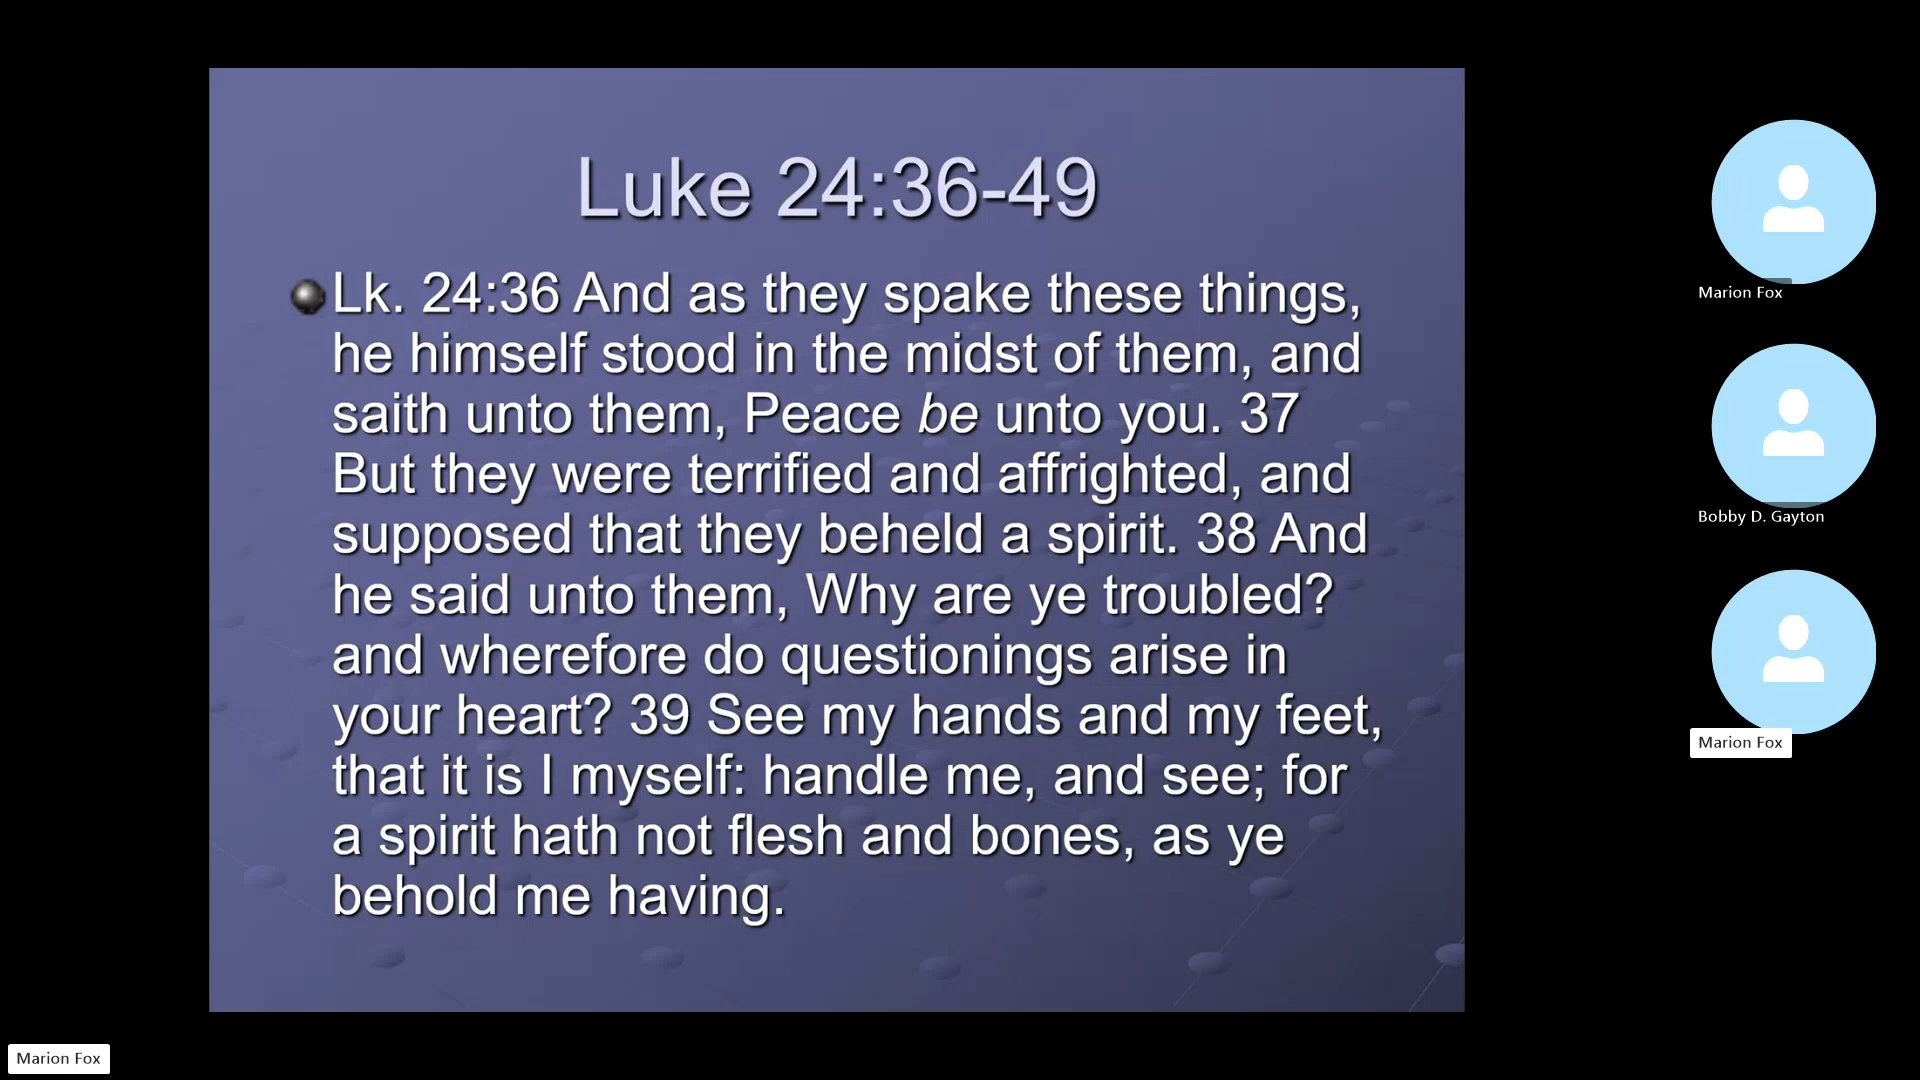 Luke 24:36-49
Lk. 24:36 And as they spake these things,
he himself stood in the midst of them, and
saith unto them, Peace be unto you. 37
But they were terrified and affrighted, and
supposed that they beheld a spirit. 38 And
he said unto them, Why are ye troubled?
and wherefore do questionings arise in
your heart? 39 See my hands and my feet,
that it is I myself: handle me, and see; for
a spirit hath not flesh and bones, as ye
behold me having.
Marion Fox
Bobby D. Gayton
Marion Fox
Marion Fox